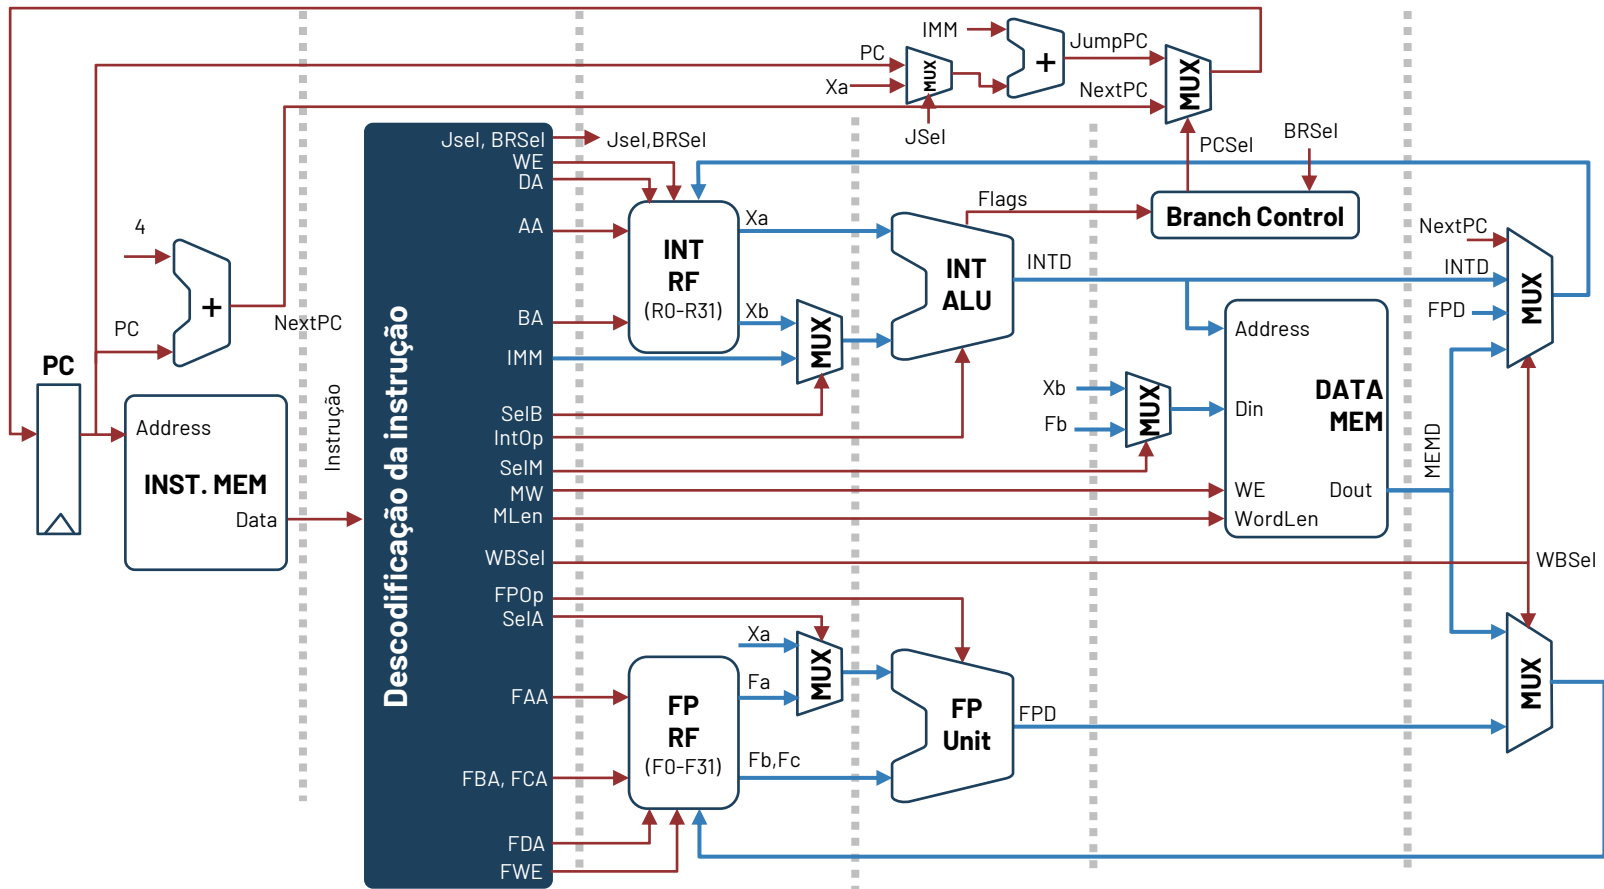 IMM
JumpPC
PC
MUX
+
MUX
Xa
NextPC
JSel
PCSel
BRSel
Jsel, BRSel
Jsel,BRSel
WE
DA
AA
BA
IMM
SelB
IntOp
SelM
MW
MLen
WBSel
FPOp
SelA
FAA
FBA, FCA
FDA
FWE
Descodificação da instrução
4
+
PC
NextPC
PC
Address
INST. MEM
Data
Instrução
INT
RF
(R0-R31)
Xa
Xb
MUX
Flags
INT
ALU
INTD
Branch Control
NextPC
INTD
FPD
MUX
Address
DATA
MEM
Din
WE
Dout
WordLen
Xb
Fb
MUX
MEMD
WBSel
Xa
Fa
MUX
FP
RF
(F0-F31)
Fb,Fc
FP
Unit
FPD
MUX